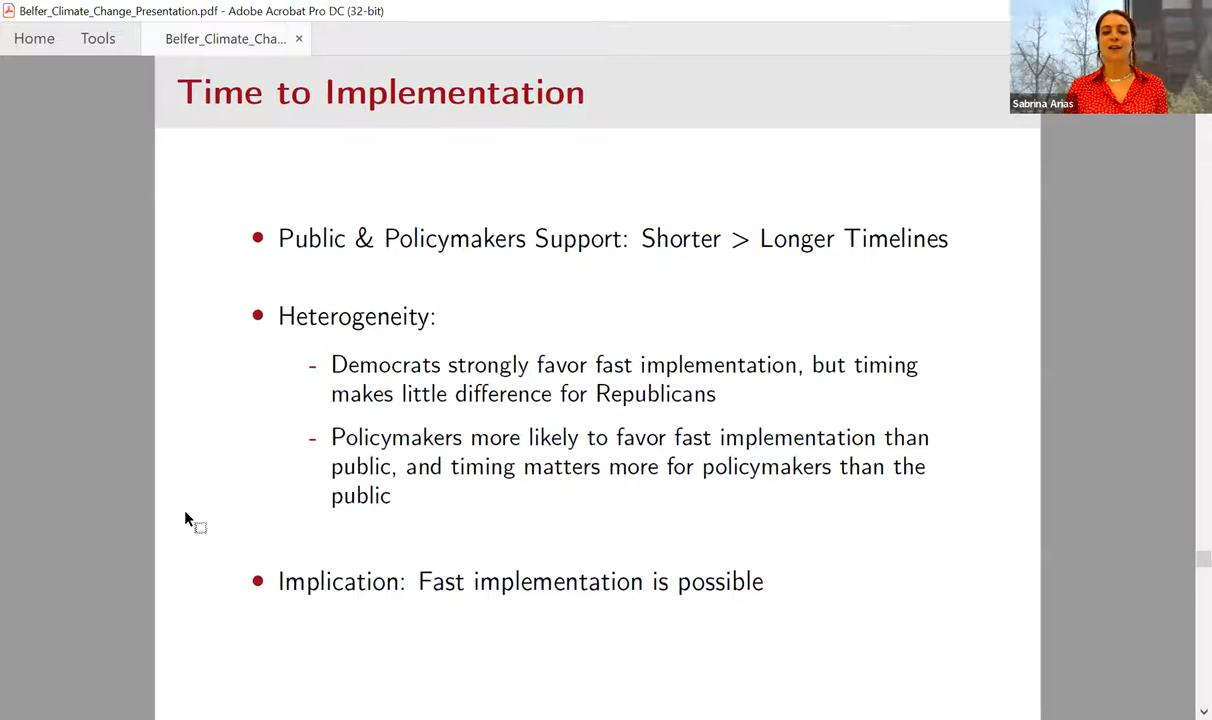 Belfer_Climate_Change_Presentation.pdf - Adobe Acrobat Pro DC (32-bit)
Home Tools Belfer_Climate_Cha... ×
Sabrina Arias
Time to Implementation
• Public & Policymakers Support: Shorter > Longer Timelines
• Heterogeneity:
- Democrats strongly favor fast implementation, but timing
makes little difference for Republicans
- Policymakers more likely to favor fast implementation than
public, and timing matters more for policymakers than the
public
• Implication: Fast implementation is possible